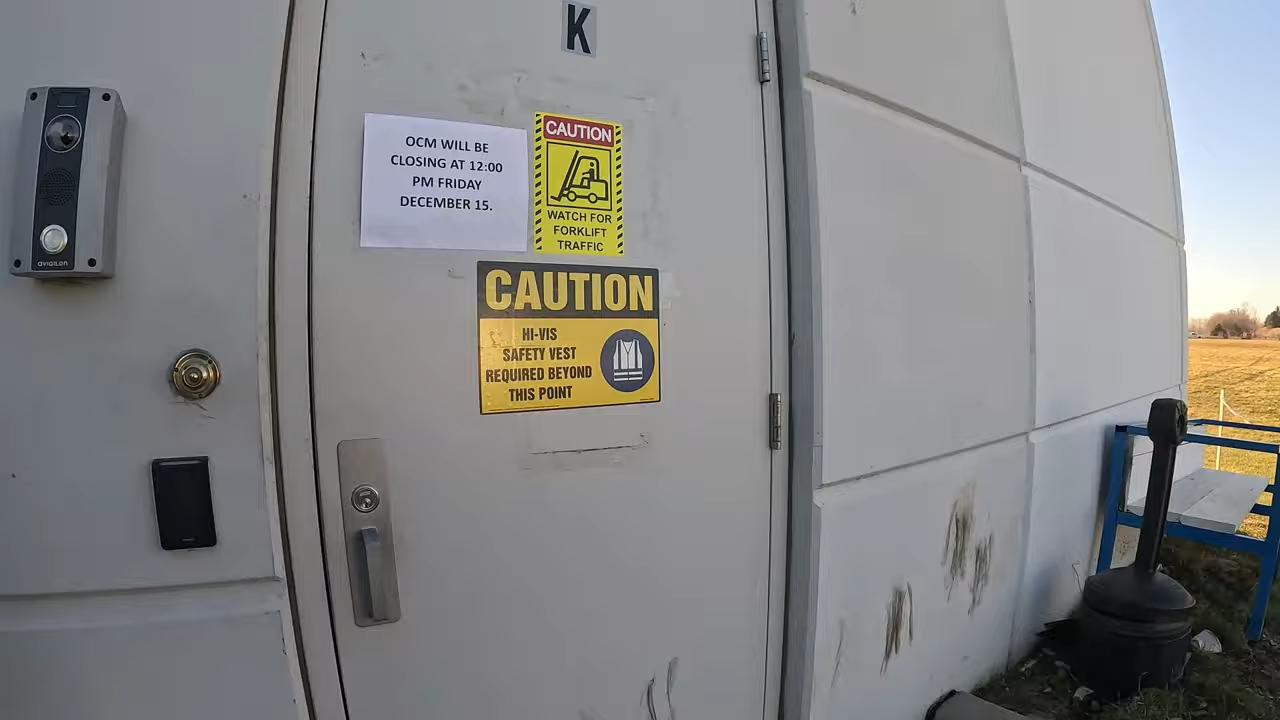 K
OCM WILL BE
CLOSING AT 12:00
PM FRIDAY
DECEMBER 15.
CAUTION
WATCH FOR
FORKLIFT
TRAFFIC
CAUTION
HI-VIS
SAFETY VEST
REQUIRED BEYOND
THIS POINT
AVIGILON